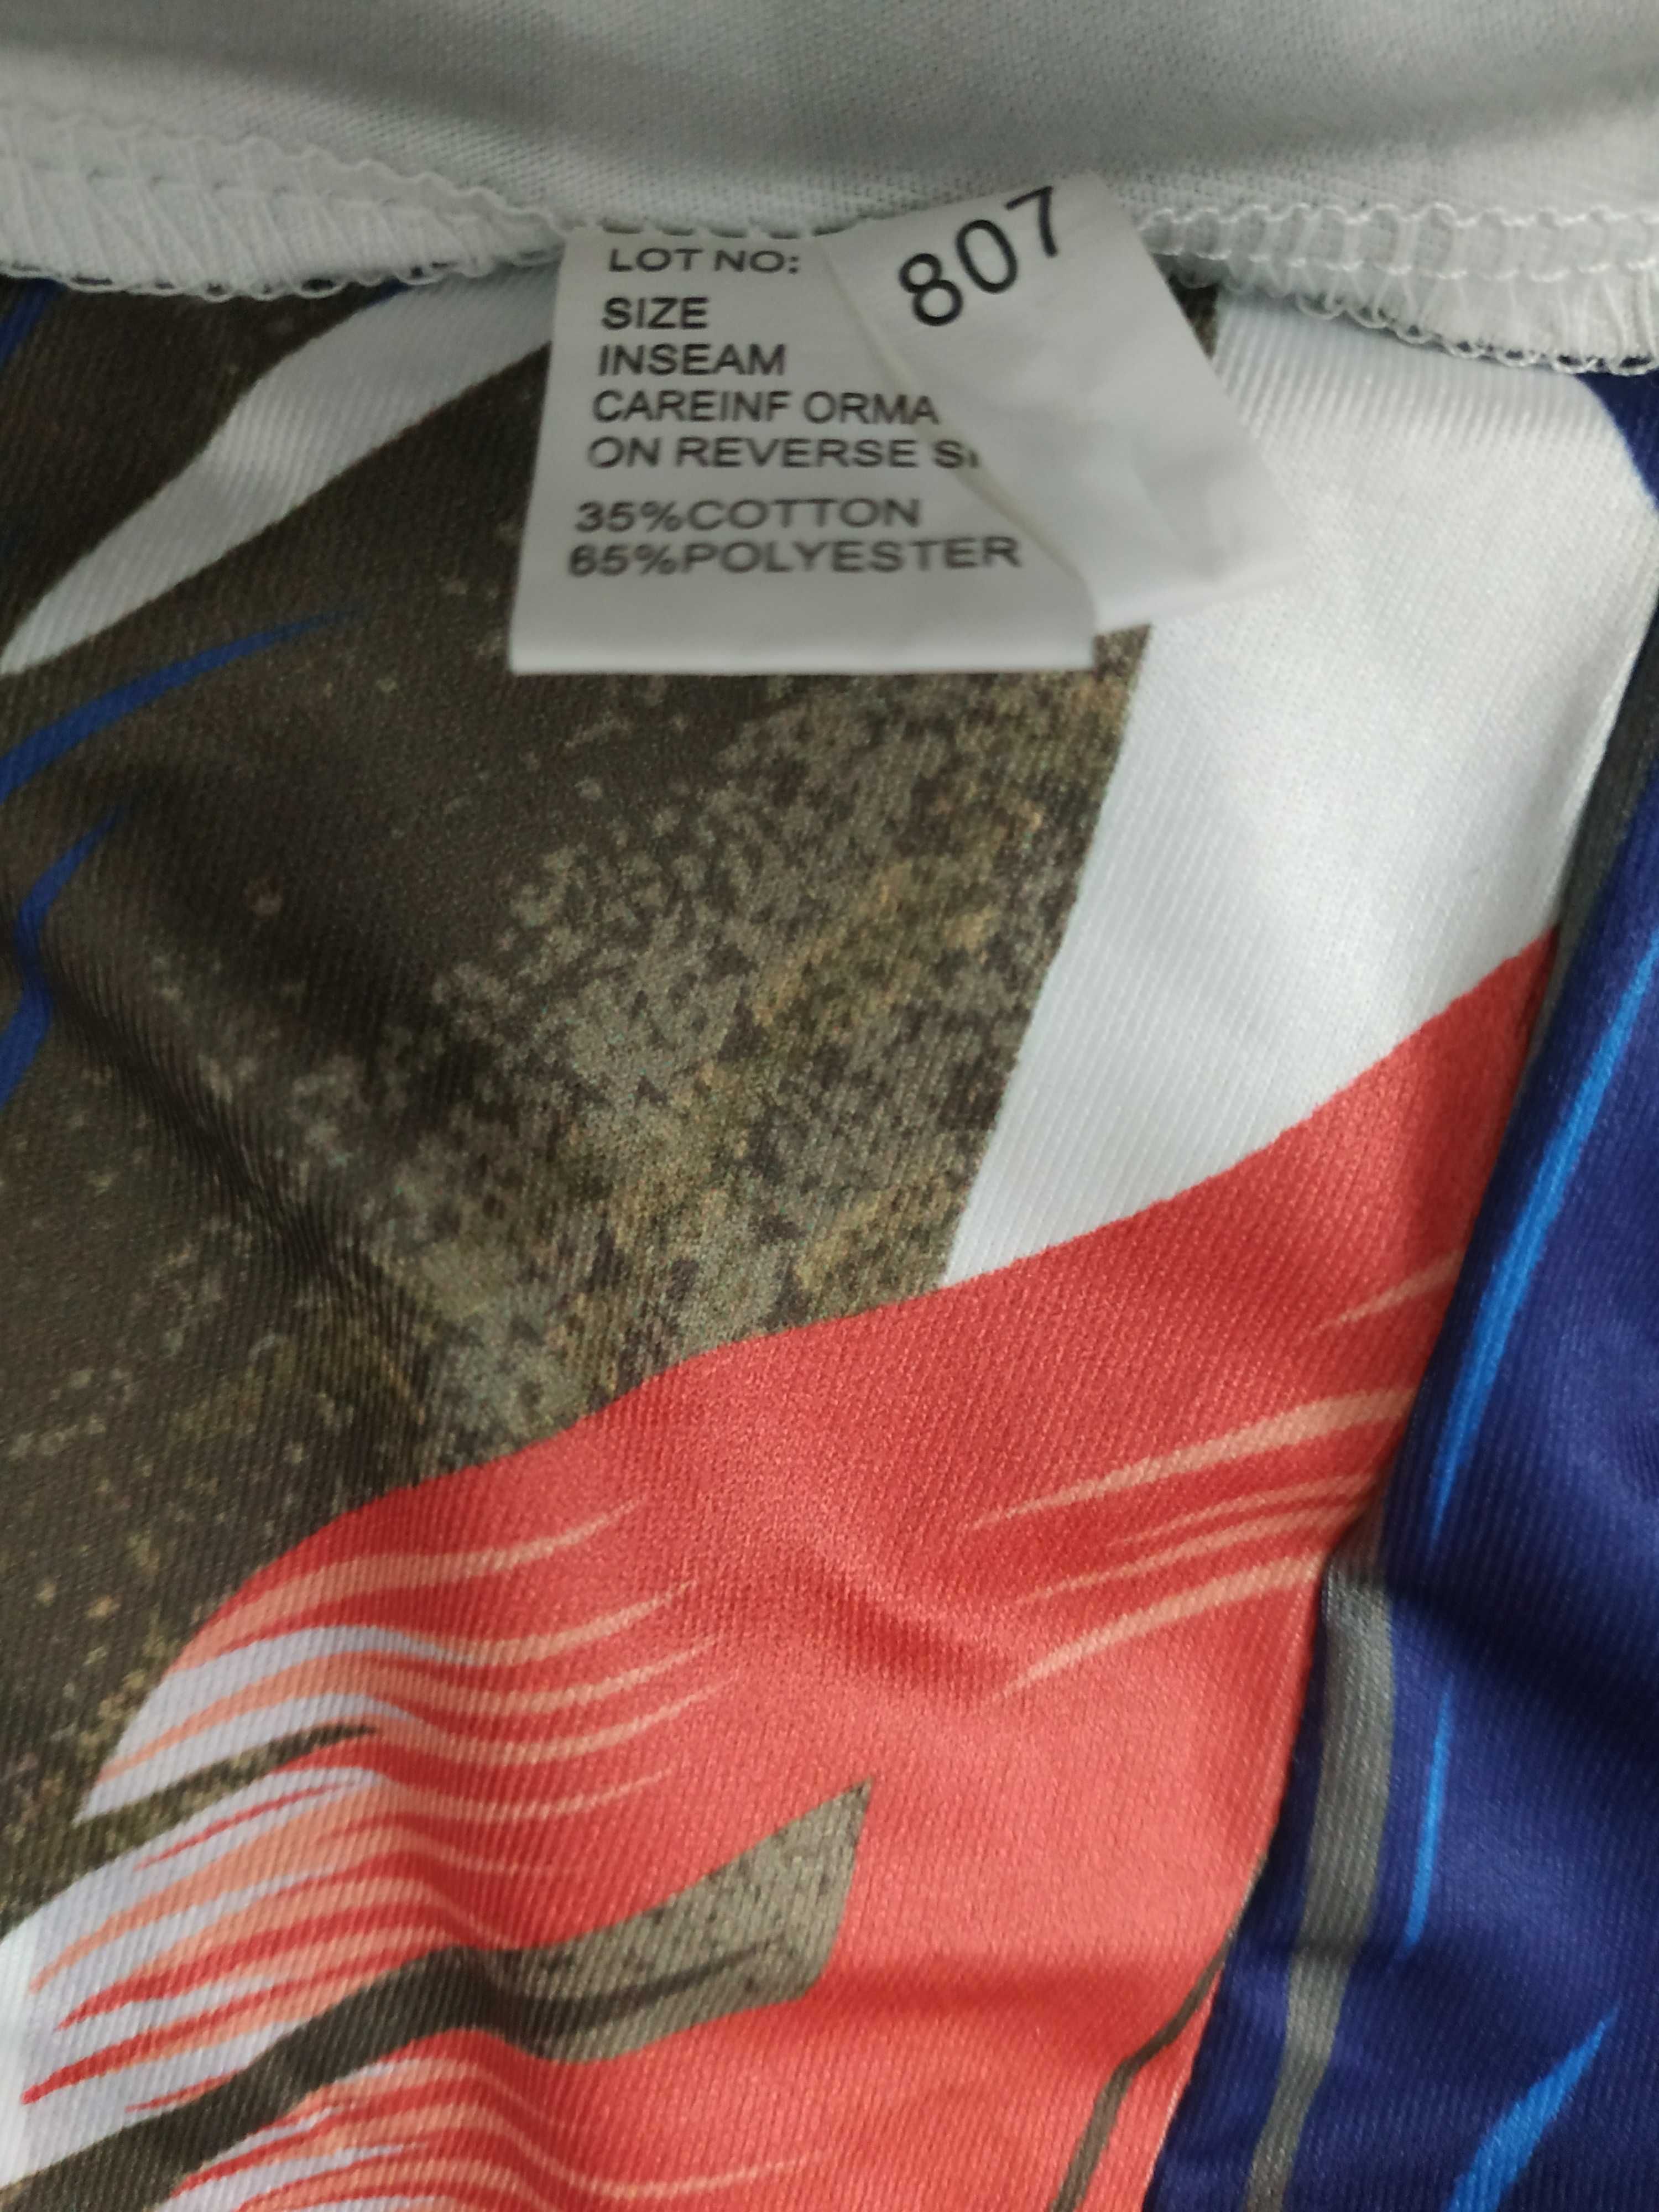 LOT NO:
807
SIZE
INSEAM
CAREINF ORMA
ON REVERSE
35%COTTON
65%POLYESTER